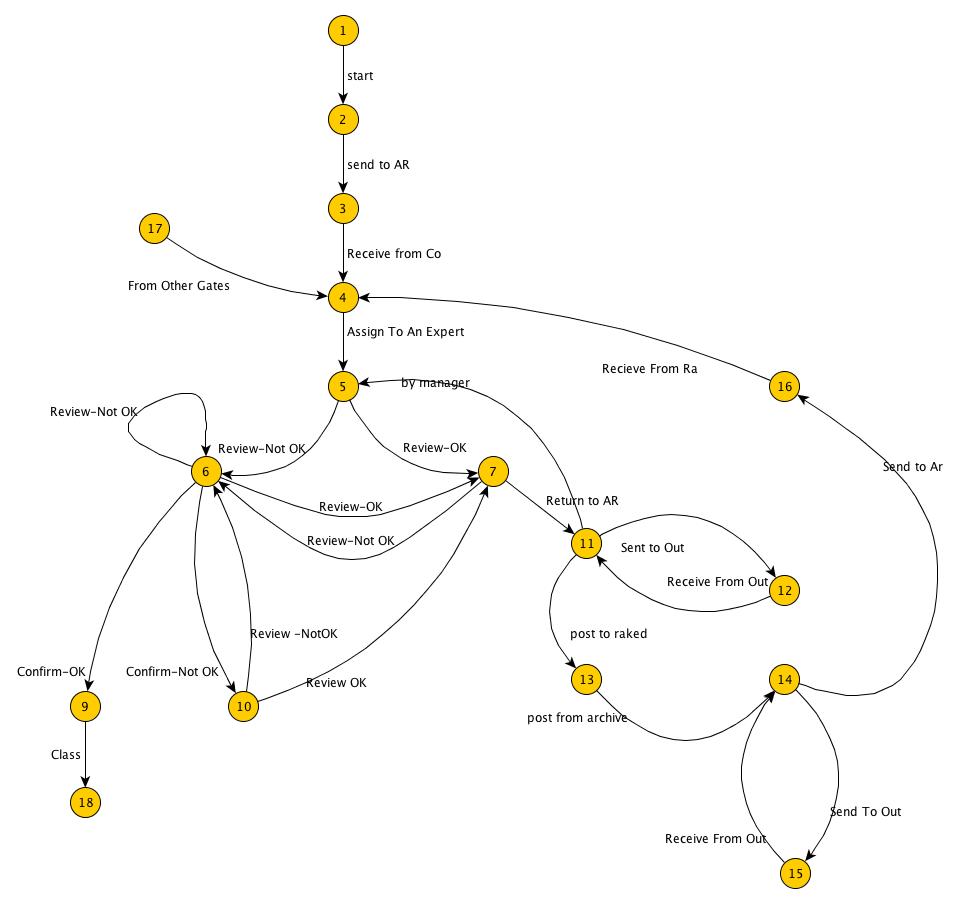 1
start
2
send to AR
3
17
Receive from Co
From Other Gates
4
Assign To An Expert
Recieve From Ra
5
by manager
16
Review-Not OK
Review-Not OK
Review-OK
6
7
Send to Ar
Review-OK
Return to AR
Review-Not OK
11
Sent to Out
Receive From Out
12
Review -NotOK
post to raked
Confirm-OK
Confirm-Not OK
Review OK
13
14
9
10
post from archive
Class
18
Send To Out
Receive From Out
15